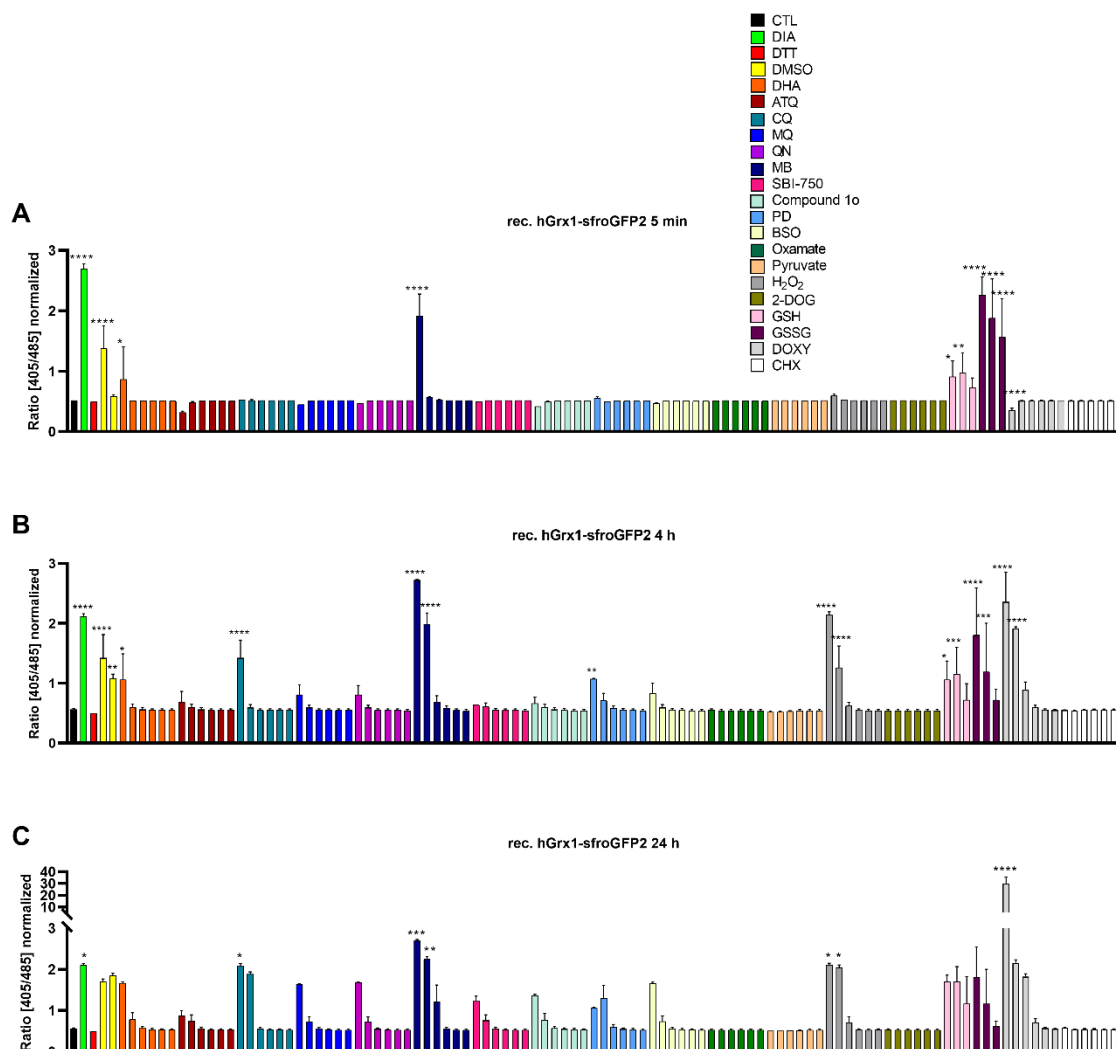 CTL
DIA
DTT
DMSO
DHA
ATQ
CQ
MQ
QN
MB
SBI-750
Compound 1o
PD
BSO
Oxamate
Pyruvate
H₂O₂
2-DOG
GSH
GSSG
DOXY
CHX
A
rec. hGrx1-sfroGFP2 5 min
Ratio [405/485] normalized
3
2
1
0
****
****
*
****
*
**
****
****
****
****
B
rec. hGrx1-sfroGFP2 4 h
Ratio [405/485] normalized
3
2
1
0
****
****
**
*
****
****
****
**
****
****
*
***
****
***
****
****
C
rec. hGrx1-sfroGFP2 24 h
Ratio [405/485] normalized
40
30
20
10
3
2
1
*
*
***
**
*
*
****